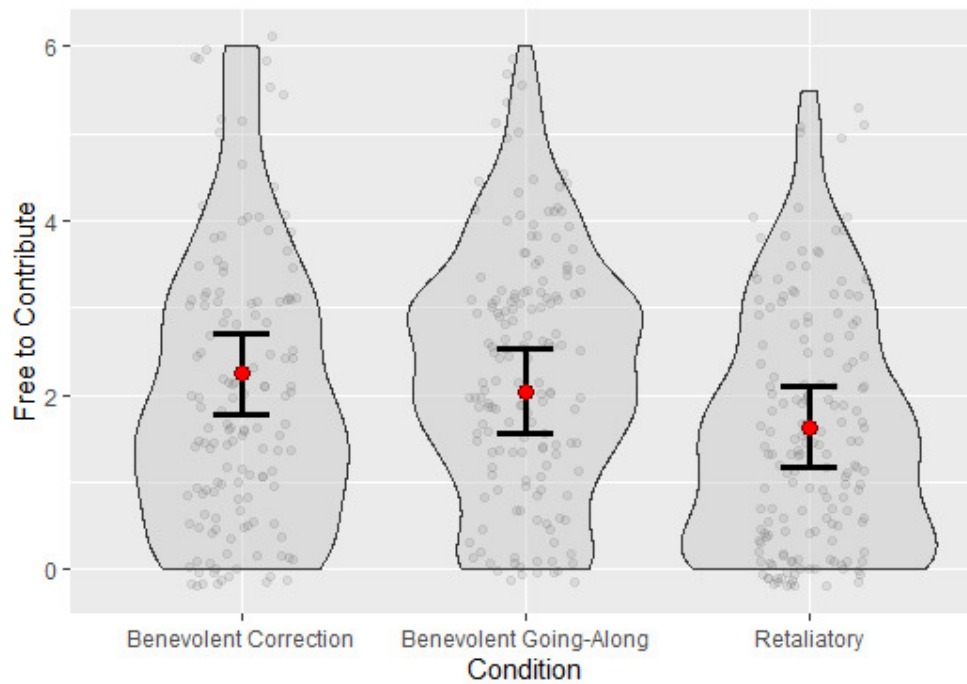 Free to Contribute
6
4
2
0
Benevolent Correction
Benevolent Going-Along
Retaliatory
Condition